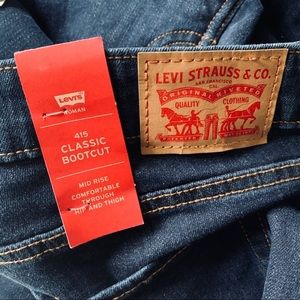 Levi's
WOMAN
415
CLASSIC
BOOTCUT
MID RISE
COMFORTABLE
THROUGH
HIP AND THIGH
LEVI STRAUSS & CO.
SAN FRANCISCO
CAL.
ORIGINAL RIVETED
QUALITY CLOTHING